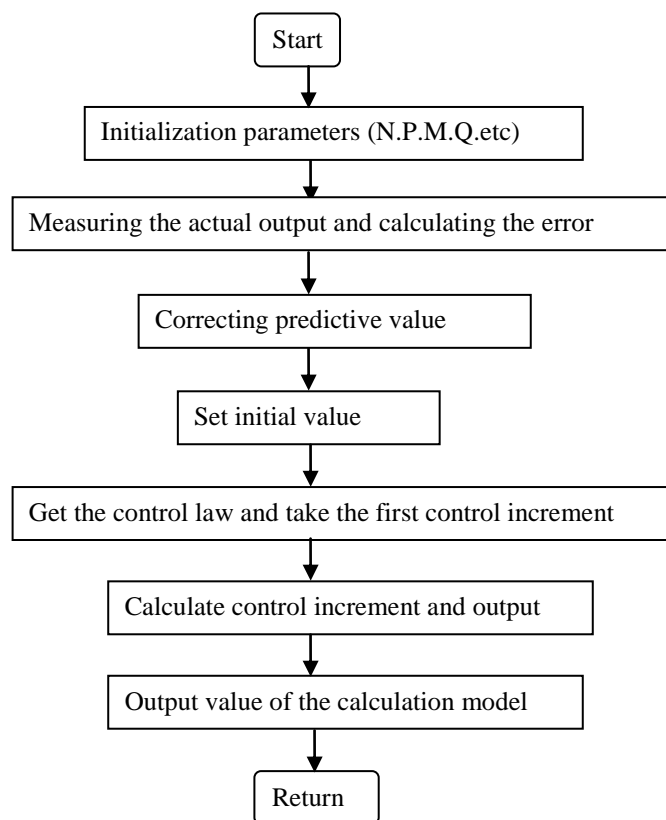 Start
Initialization parameters (N.P.M.Q.etc)
Measuring the actual output and calculating the error
Correcting predictive value
Set initial value
Get the control law and take the first control increment
Calculate control increment and output
Output value of the calculation model
Return